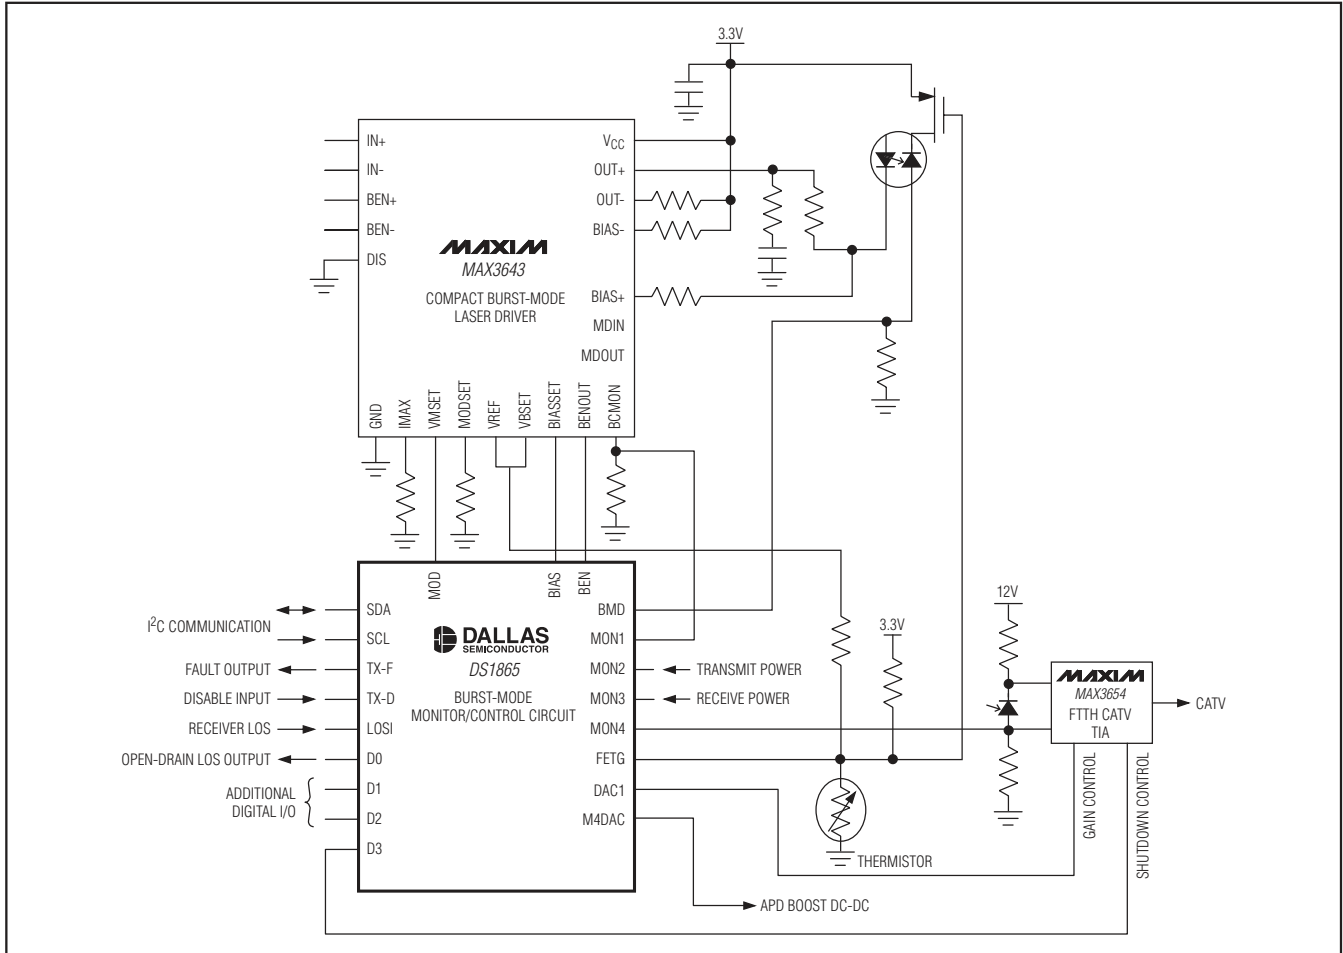 3.3V
IN+
IN-
BEN+
BEN-
DIS
VCC
OUT+
OUT-
BIAS-
BIAS+
MDIN
MDOUT
MAXIM
MAX3643
COMPACT BURST-MODE
LASER DRIVER
GND
IMAX
VMSET
MODSET
VREF
VBSET
BIASSET
BENOUT
BCMON
MOD
BIAS
BEN
I2C COMMUNICATION
FAULT OUTPUT
DISABLE INPUT
RECEIVER LOS
OPEN-DRAIN LOS OUTPUT
ADDITIONAL
DIGITAL I/O
SDA
SCL
TX-F
TX-D
LOSI
D0
D1
D2
D3
DALLAS
SEMICONDUCTOR
DS1865
BURST-MODE
MONITOR/CONTROL CIRCUIT
BMD
MON1
MON2
MON3
MON4
FETG
DAC1
M4DAC
TRANSMIT POWER
RECEIVE POWER
3.3V
THERMISTOR
APD BOOST DC-DC
12V
MAXIM
MAX3654
FTTH CATV
TIA
CATV
GAIN CONTROL
SHUTDOWN CONTROL